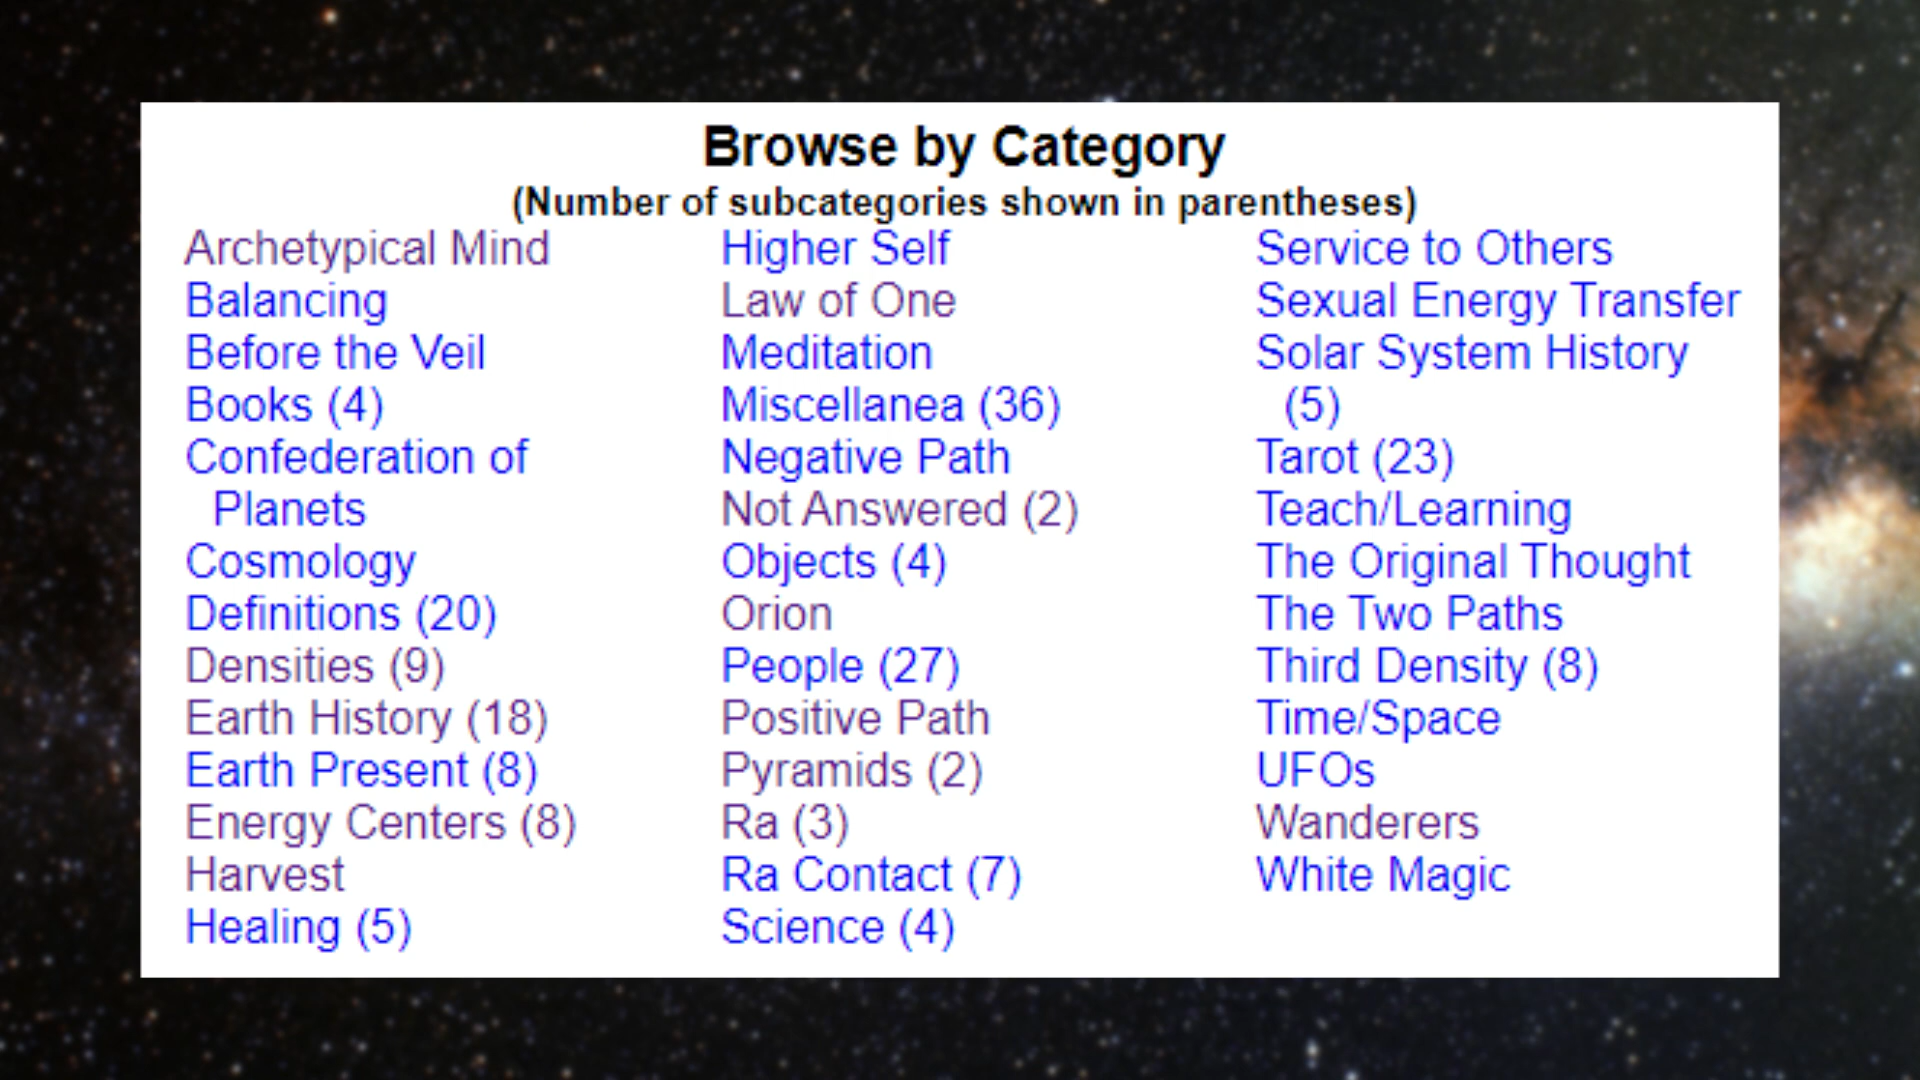 Browse by Category
(Number of subcategories shown in parentheses)
Archetypical Mind
Balancing
Before the Veil
Books (4)
Confederation of
Planets
Cosmology
Definitions (20)
Densities (9)
Earth History (18)
Earth Present (8)
Energy Centers (8)
Harvest
Healing (5)
Higher Self
Law of One
Meditation
Miscellanea (36)
Negative Path
Not Answered (2)
Objects (4)
Orion
People (27)
Positive Path
Pyramids (2)
Ra (3)
Ra Contact (7)
Science (4)
Service to Others
Sexual Energy Transfer
Solar System History
(5)
Tarot (23)
Teach/Learning
The Original Thought
The Two Paths
Third Density (8)
Time/Space
UFOs
Wanderers
White Magic